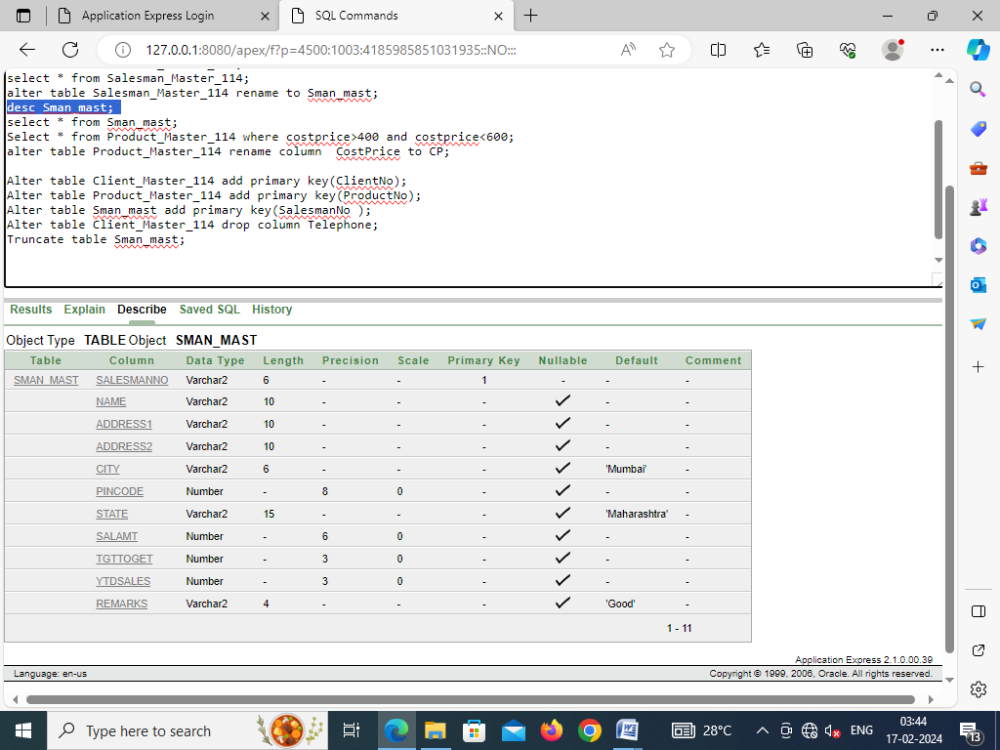 Application Express Login
SQL Commands
127.0.0.1:8080/apex/f?p=4500:1003:4185985851031935::NO:::
select * from Salesman_Master_114;
alter table Salesman_Master_114 rename to Sman_mast;
desc Sman_mast;
select * from Sman_mast;
Select * from Product_Master_114 where costprice>400 and costprice<600;
alter table Product_Master_114 rename column  CostPrice to CP;
Alter table Client_Master_114 add primary key(ClientNo);
Alter table Product_Master_114 add primary key(ProductNo);
Alter table Sman_mast add primary key(SalesmanNo );
Alter table Client_Master_114 drop column Telephone;
Truncate table Sman_mast;
Results Explain Describe Saved SQL History
Object Type TABLE Object SMAN_MAST
Table Column Data Type Length Precision Scale Primary Key Nullable Default Comment
SMAN_MAST SALESMANNO Varchar2 6 - - 1 - - -
NAME Varchar2 10 - - - ✓ - -
ADDRESS1 Varchar2 10 - - - ✓ - -
ADDRESS2 Varchar2 10 - - - ✓ - -
CITY Varchar2 6 - - - ✓ 'Mumbai' -
PINCODE Number - 8 0 - ✓ - -
STATE Varchar2 15 - - - ✓ 'Maharashtra' -
SALAMT Number - 6 0 - ✓ - -
TGTTOGET Number - 3 0 - ✓ - -
YTDSALES Number - 3 0 - ✓ - -
REMARKS Varchar2 4 - - - ✓ 'Good' -
1 - 11
Application Express 2.1.0.00.39
Language: en-us
Copyright © 1999, 2006, Oracle. All rights reserved.
Type here to search
28°C
ENG
03:44
17-02-2024
13